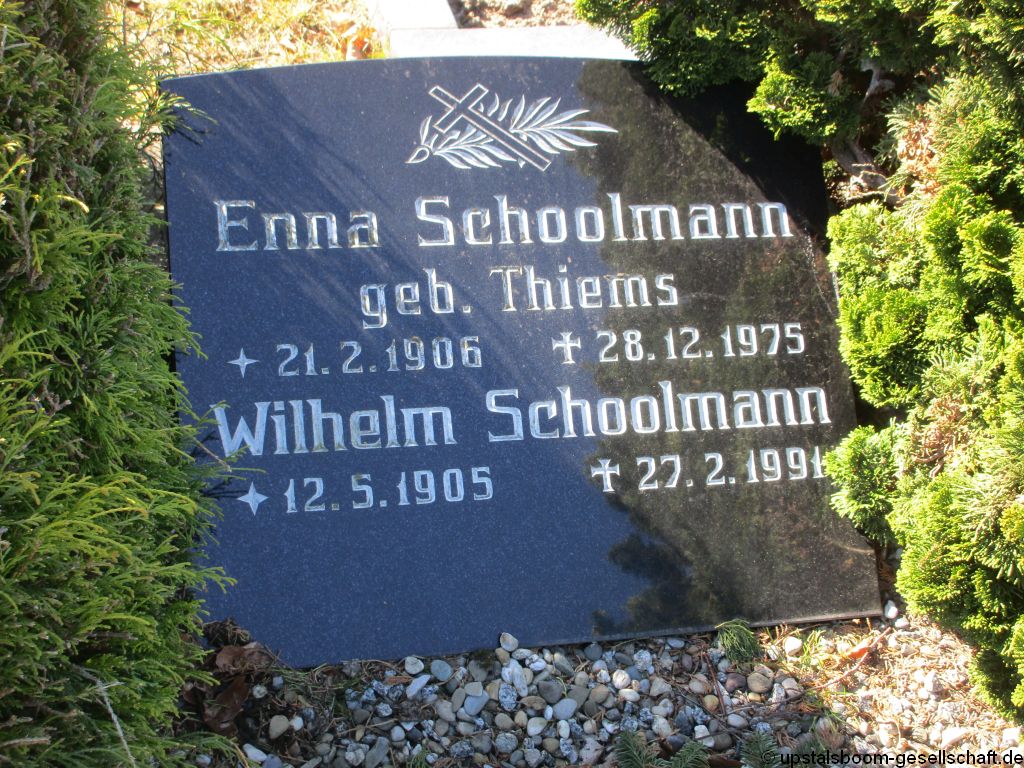 Enna Schoolmann
geb. Thiems
21.2.1906 28.12.1975
Wilhelm Schoolmann
12.5.1905 27.2.1991
upstalsboom-gesellschaft.de